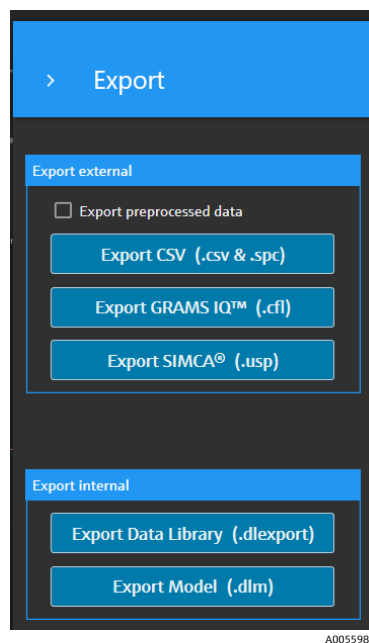 Export
Export external
Export preprocessed data
Export CSV (.csv & .spc)
Export GRAMS IQ™ (.cfl)
Export SIMCA® (.usp)
Export internal
Export Data Library (.dlexport)
Export Model (.dlm)
A005598